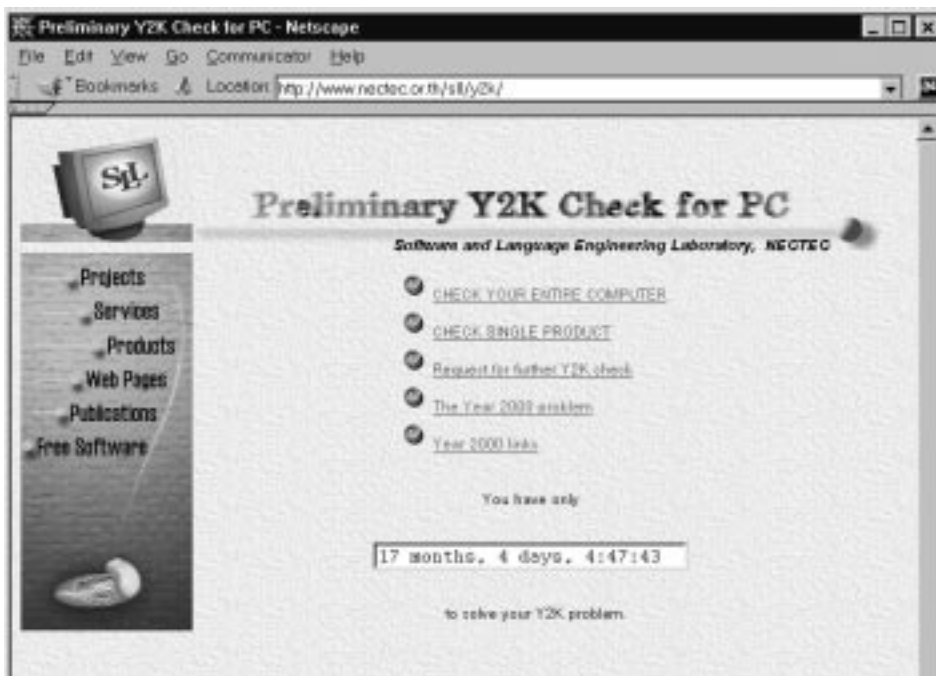 Preliminary Y2K Check for PC - Netscape
File Edit View Go Communicator Help
Bookmarks Location: http://www.nectec.or.th/sll/y2k/
SLL
Preliminary Y2K Check for PC
Software and Language Engineering Laboratory, NECTEC
Projects
Services
Products
Web Pages
Publications
Free Software
CHECK YOUR ENTIRE COMPUTER
CHECK SINGLE PRODUCT
Request for further Y2K check
The Year 2000 problem
Year 2000 links
You have only
17 months, 4 days, 4:47:43
to solve your Y2K problem.